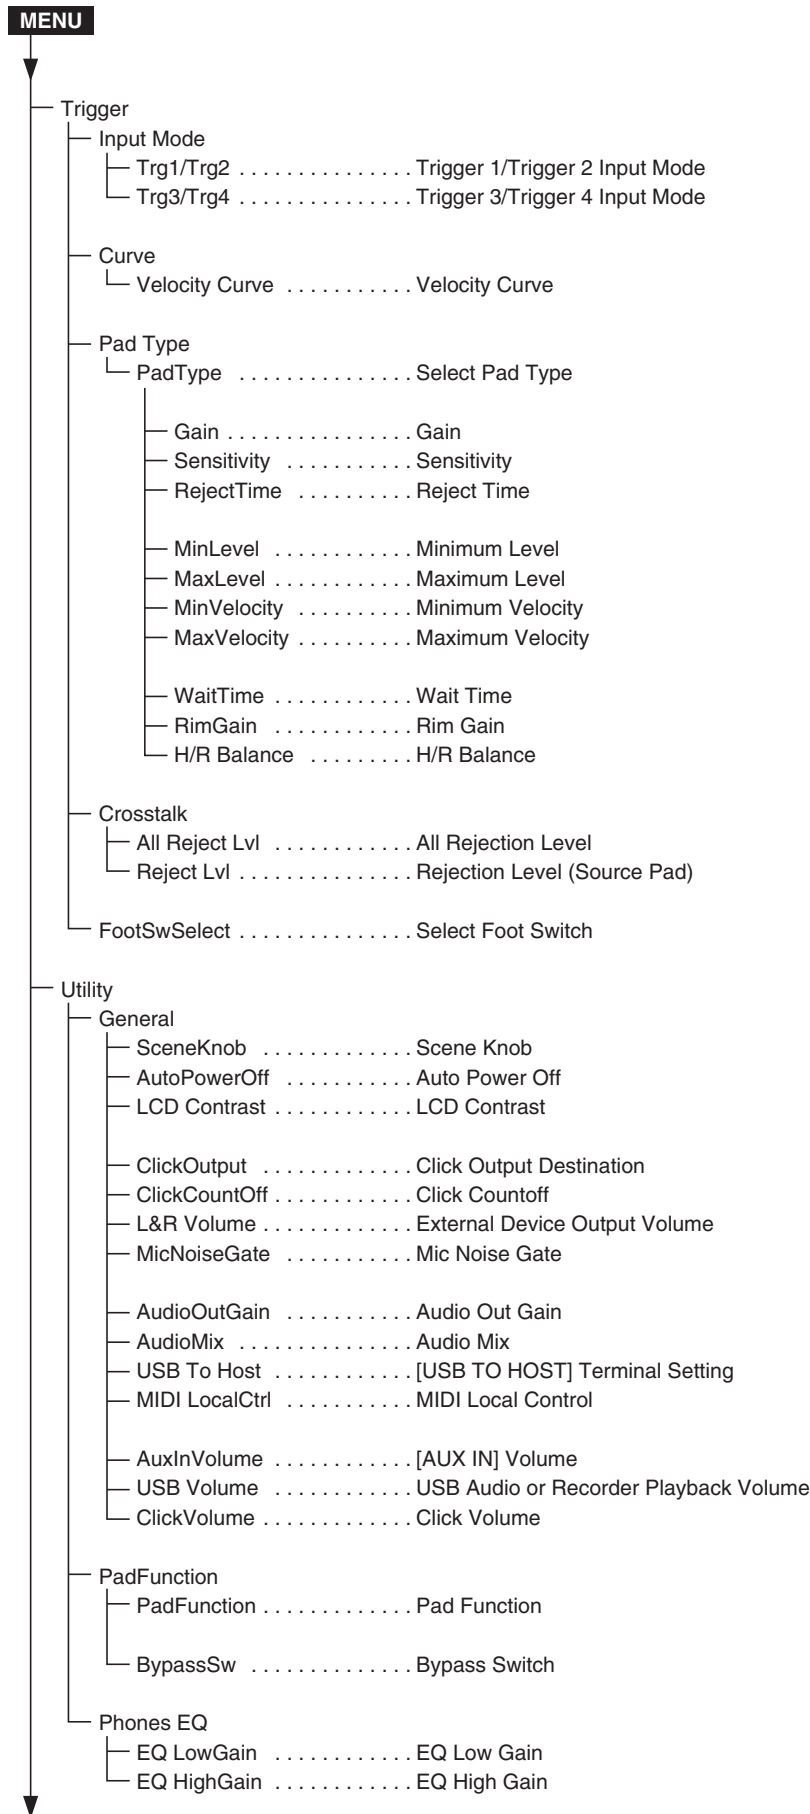 MENU
Trigger
Input Mode
Trg1/Trg2 . . . . . . . . . . . . . . . Trigger 1/Trigger 2 Input Mode
Trg3/Trg4 . . . . . . . . . . . . . . . Trigger 3/Trigger 4 Input Mode
Curve
Velocity Curve . . . . . . . . . . . Velocity Curve
Pad Type
PadType . . . . . . . . . . . . . . . Select Pad Type
Gain . . . . . . . . . . . . . . . . Gain
Sensitivity . . . . . . . . . . . Sensitivity
RejectTime . . . . . . . . . . Reject Time
MinLevel . . . . . . . . . . . . Minimum Level
MaxLevel . . . . . . . . . . . . Maximum Level
MinVelocity . . . . . . . . . . Minimum Velocity
MaxVelocity . . . . . . . . . . Maximum Velocity
WaitTime . . . . . . . . . . . . Wait Time
RimGain . . . . . . . . . . . . Rim Gain
H/R Balance . . . . . . . . . H/R Balance
Crosstalk
All Reject Lvl . . . . . . . . . . . . All Rejection Level
Reject Lvl . . . . . . . . . . . . . . . Rejection Level (Source Pad)
FootSwSelect . . . . . . . . . . . . . . . Select Foot Switch
Utility
General
SceneKnob . . . . . . . . . . . . . Scene Knob
AutoPowerOff . . . . . . . . . . . Auto Power Off
LCD Contrast . . . . . . . . . . . . LCD Contrast
ClickOutput . . . . . . . . . . . . . Click Output Destination
ClickCountOff . . . . . . . . . . . . Click Countoff
L&R Volume . . . . . . . . . . . . . External Device Output Volume
MicNoiseGate . . . . . . . . . . . Mic Noise Gate
AudioOutGain . . . . . . . . . . . Audio Out Gain
AudioMix . . . . . . . . . . . . . . . Audio Mix
USB To Host . . . . . . . . . . . . [USB TO HOST] Terminal Setting
MIDI LocalCtrl . . . . . . . . . . . MIDI Local Control
AuxInVolume . . . . . . . . . . . . [AUX IN] Volume
USB Volume . . . . . . . . . . . . USB Audio or Recorder Playback Volume
ClickVolume . . . . . . . . . . . . . Click Volume
PadFunction
PadFunction . . . . . . . . . . . . . Pad Function
BypassSw . . . . . . . . . . . . . . Bypass Switch
Phones EQ
EQ LowGain . . . . . . . . . . . . EQ Low Gain
EQ HighGain . . . . . . . . . . . . EQ High Gain